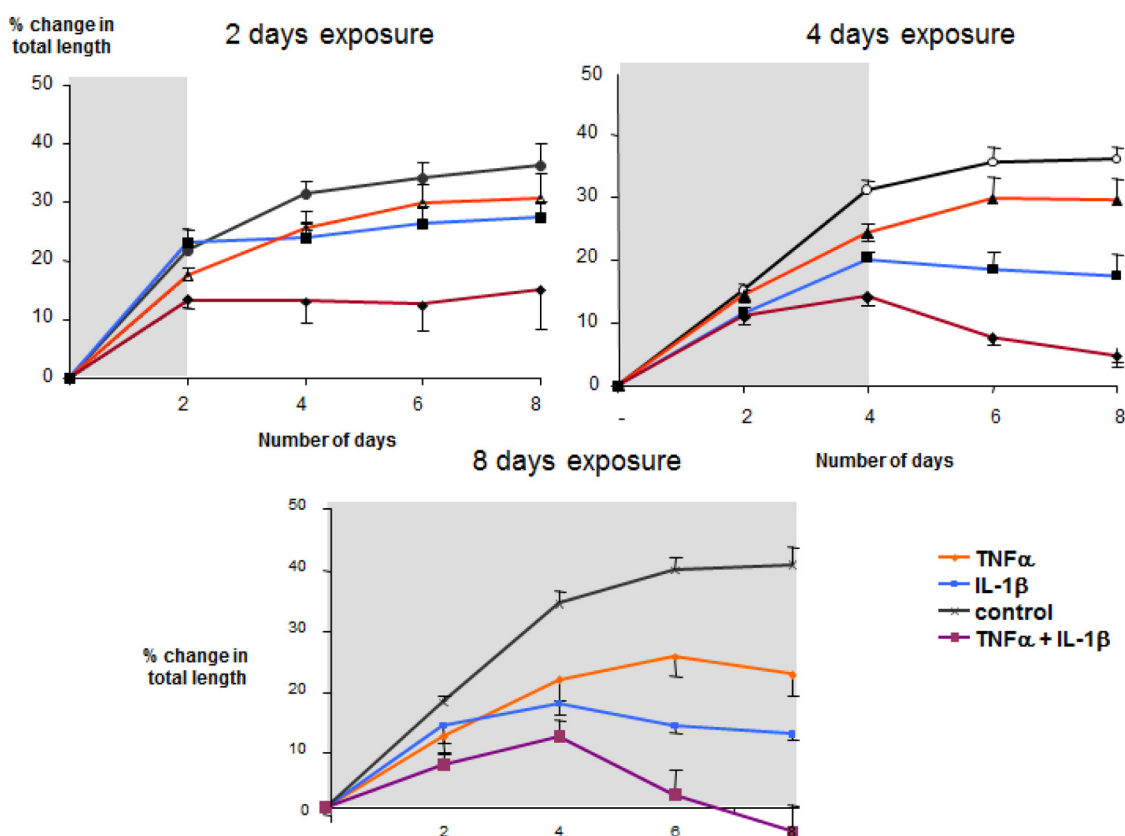 % change in
total length
2 days exposure
50
40
30
20
10
0
2
4
6
8
Number of days
4 days exposure
50
40
30
20
10
0
-
2
4
6
8
Number of days
8 days exposure
% change in
total length
50
40
30
20
10
0
2
4
6
8
TNFα
IL-1β
control
TNFα + IL-1β